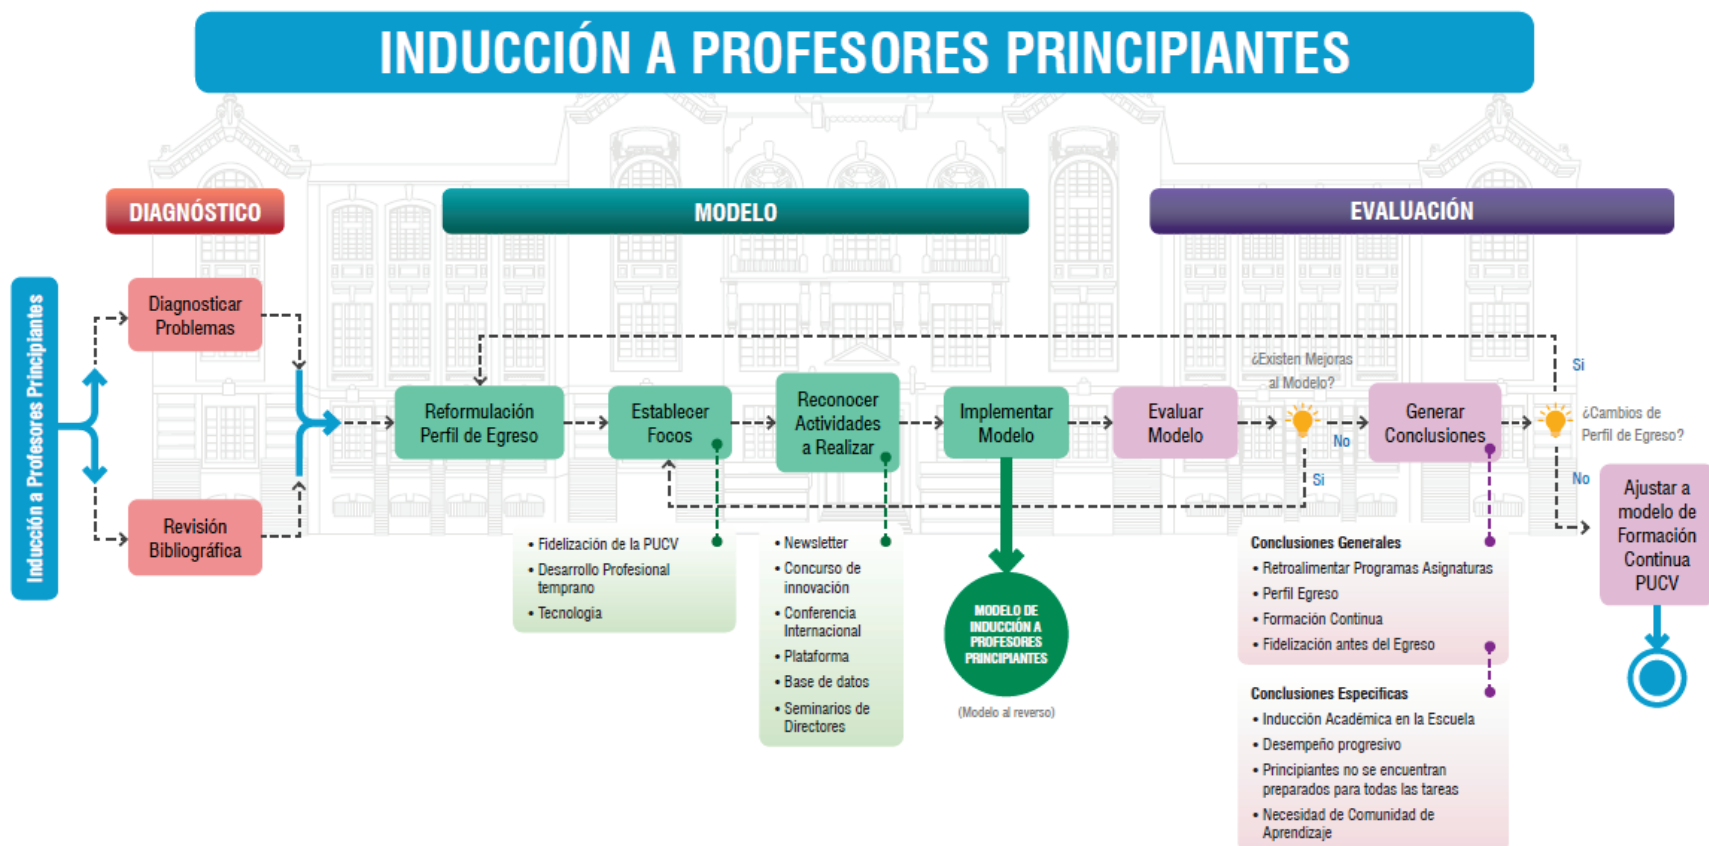 INDUCCIÓN A PROFESORES PRINCIPIANTES
DIAGNÓSTICO
MODELO
EVALUACIÓN
Inducción a Profesores Principiantes
Diagnosticar
Problemas
Revisión
Bibliográfica
Reformulación
Perfil de Egreso
Establecer
Focos
Reconocer
Actividades
a Realizar
Implementar
Modelo
Evaluar
Modelo
¿Existen Mejoras
al Modelo?
No
Si
Generar
Conclusiones
Si
¿Cambios de
Perfil de Egreso?
No
Ajustar a
modelo de
Formación
Continua
PUCV
• Fidelización de la PUCV
• Desarrollo Profesional
temprano
• Tecnologia
• Newsletter
• Concurso de
innovación
• Conferencia
Internacional
• Plataforma
• Base de datos
• Seminarios de
Directores
MODELO DE
INDUCCIÓN A
PROFESORES
PRINCIPIANTES
(Modelo al reverso)
Conclusiones Generales
• Retroalimentar Programas Asignaturas
• Perfil Egreso
• Formación Continua
• Fidelización antes del Egreso
Conclusiones Especificas
• Inducción Académica en la Escuela
• Desempeño progresivo
• Principiantes no se encuentran
preparados para todas las tareas
• Necesidad de Comunidad de
Aprendizaje